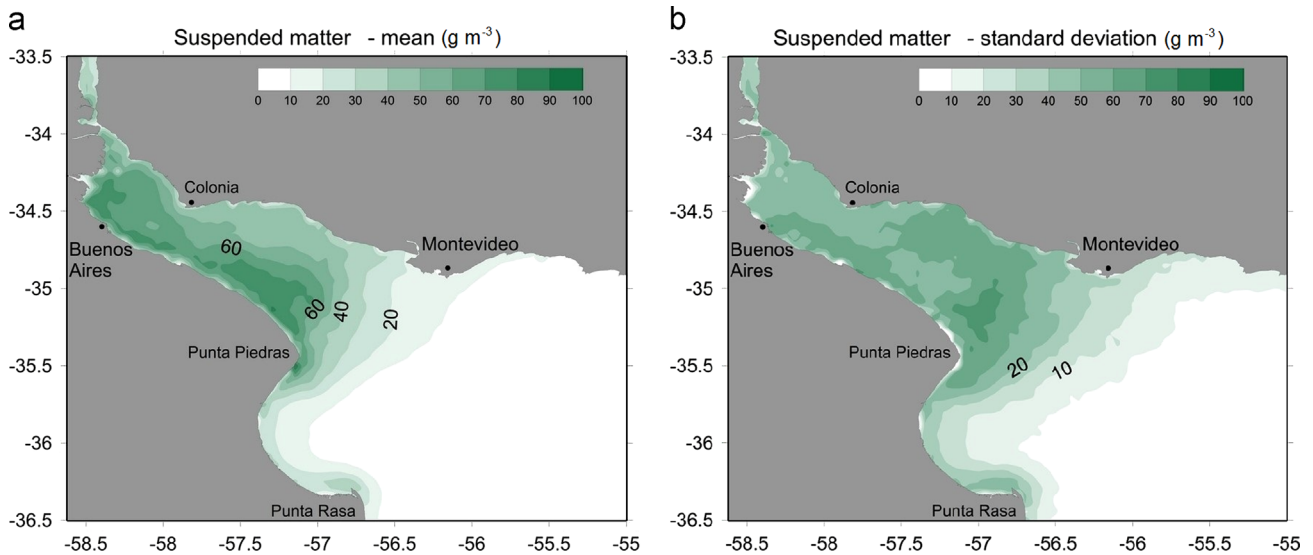 a
Suspended matter - mean (g m⁻³)
-33.5
0 10 20 30 40 50 60 70 80 90 100
-34
Colonia
-34.5
60
Montevideo
Buenos
Aires
-35
60
40
20
Punta Piedras
-35.5
-36
Punta Rasa
-36.5
-58.5 -58 -57.5 -57 -56.5 -56 -55.5 -55
b
Suspended matter - standard deviation (g m⁻³)
-33.5
0 10 20 30 40 50 60 70 80 90 100
-34
Colonia
-34.5
Montevideo
Buenos
Aires
-35
Punta Piedras
20
10
-35.5
-36
Punta Rasa
-36.5
-58.5 -58 -57.5 -57 -56.5 -56 -55.5 -55